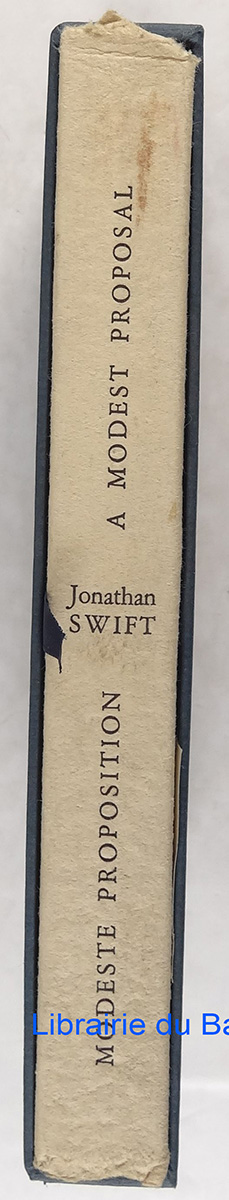 A MODEST PROPOSAL
Jonathan
SWIFT
MODESTE PROPOSITION
Librairie du Ba